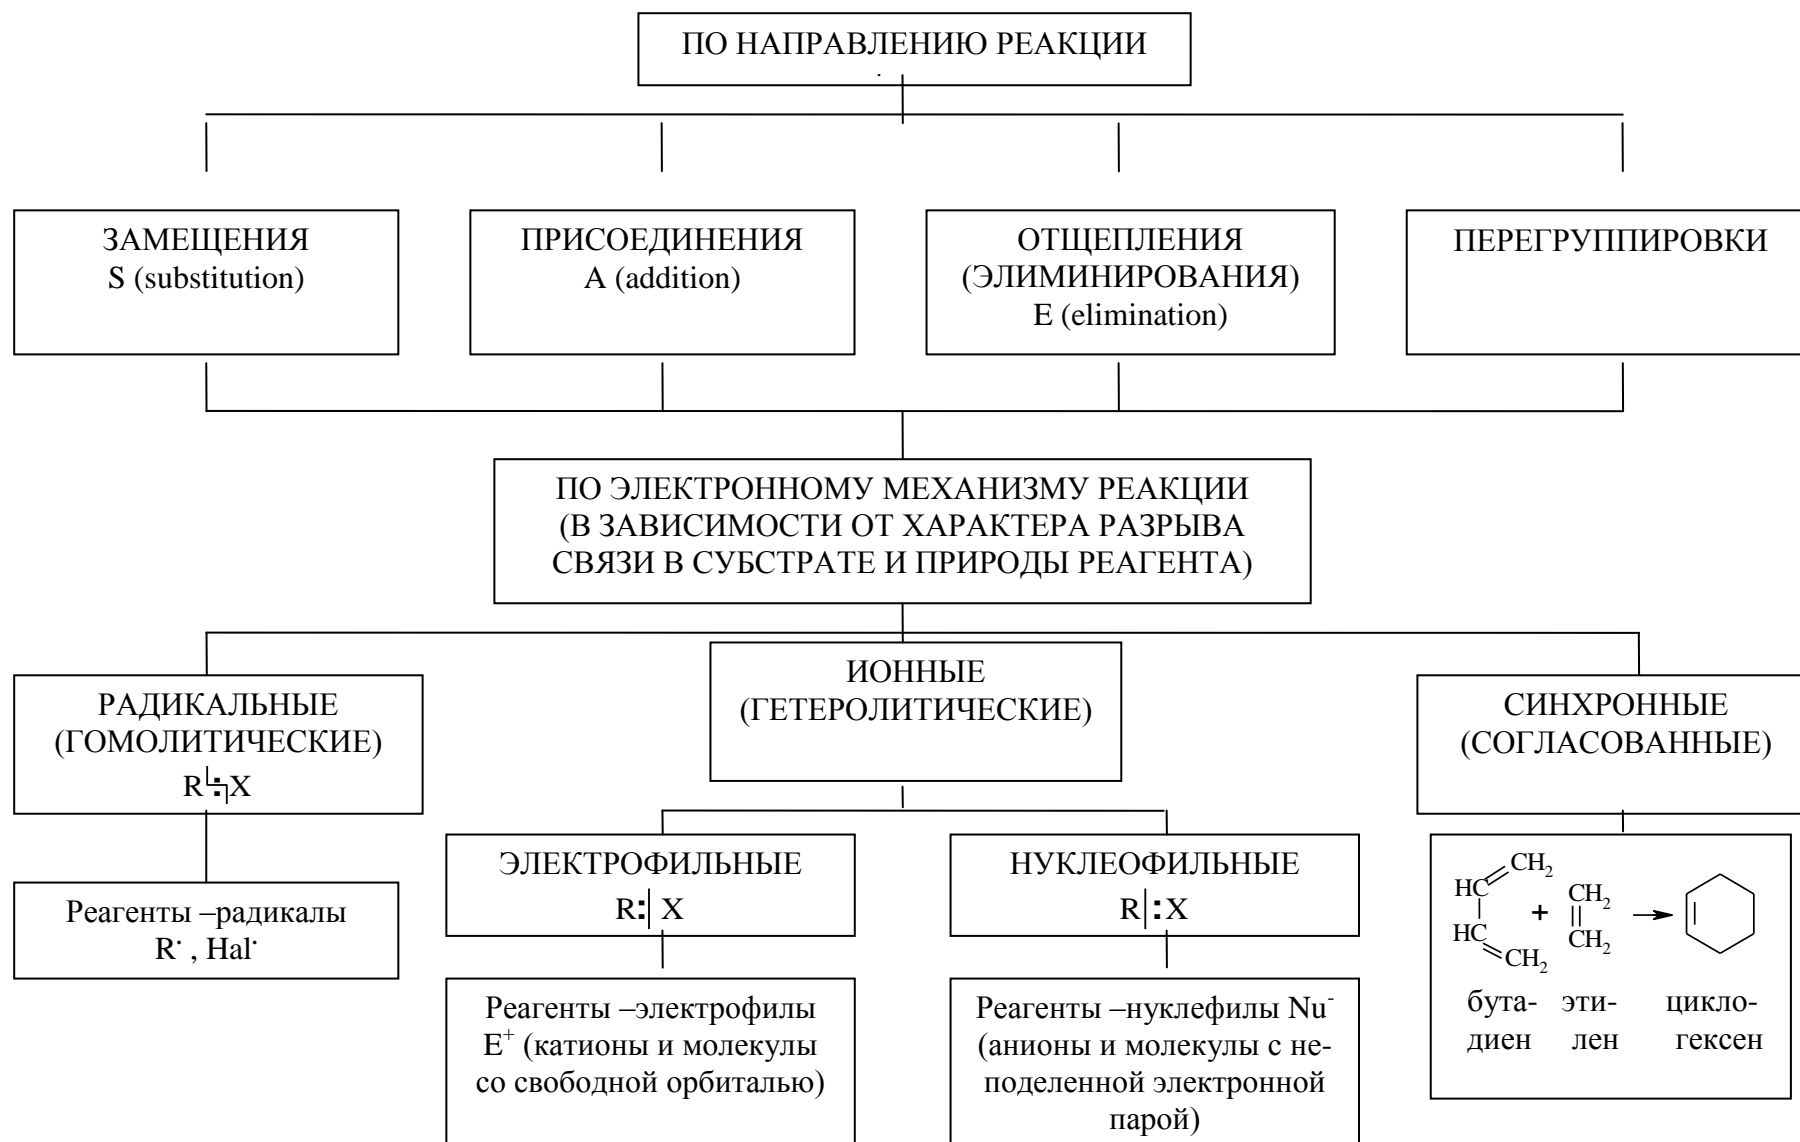 ПО НАПРАВЛЕНИЮ РЕАКЦИИ
ЗАМЕЩЕНИЯ
S (substitution)
ПРИСОЕДИНЕНИЯ
A (addition)
ОТЩЕПЛЕНИЯ
(ЭЛИМИНИРОВАНИЯ)
E (elimination)
ПЕРЕГРУППИРОВКИ
ПО ЭЛЕКТРОННОМУ МЕХАНИЗМУ РЕАКЦИИ
(В ЗАВИСИМОСТИ ОТ ХАРАКТЕРА РАЗРЫВА
СВЯЗИ В СУБСТРАТЕ И ПРИРОДЫ РЕАГЕНТА)
РАДИКАЛЬНЫЕ
(ГОМОЛИТИЧЕСКИЕ)
R:X
ИОННЫЕ
(ГЕТЕРОЛИТИЧЕСКИЕ)
СИНХРОННЫЕ
(СОГЛАСОВАННЫЕ)
Реагенты –радикалы
R˙ , Hal˙
ЭЛЕКТРОФИЛЬНЫЕ
R:| X
НУКЛЕОФИЛЬНЫЕ
R|:X
Реагенты –электрофилы
E⁺ (катионы и молекулы
со свободной орбиталью)
Реагенты –нуклефилы Nu⁻
(анионы и молекулы с не-
поделенной электронной
парой)
CH₂
HC
HC
CH₂
+
CH₂
CH₂
бута- эти- цикло-
диен лен гексен